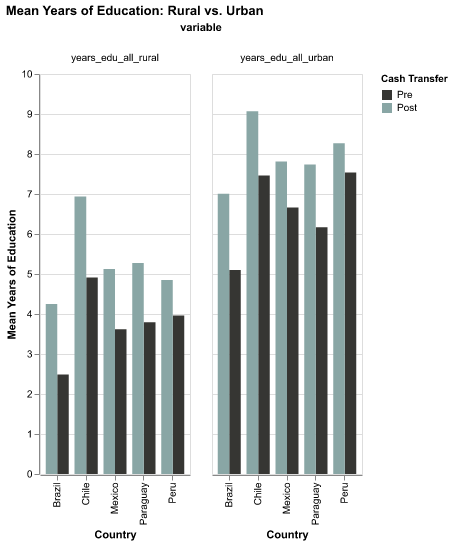 Mean Years of Education: Rural vs. Urban
variable
years_edu_all_rural
years_edu_all_urban
Cash Transfer
Pre
Post
Mean Years of Education
10
9
8
7
6
5
4
3
2
1
0
Brazil
Chile
Mexico
Paraguay
Peru
Brazil
Chile
Mexico
Paraguay
Peru
Country
Country